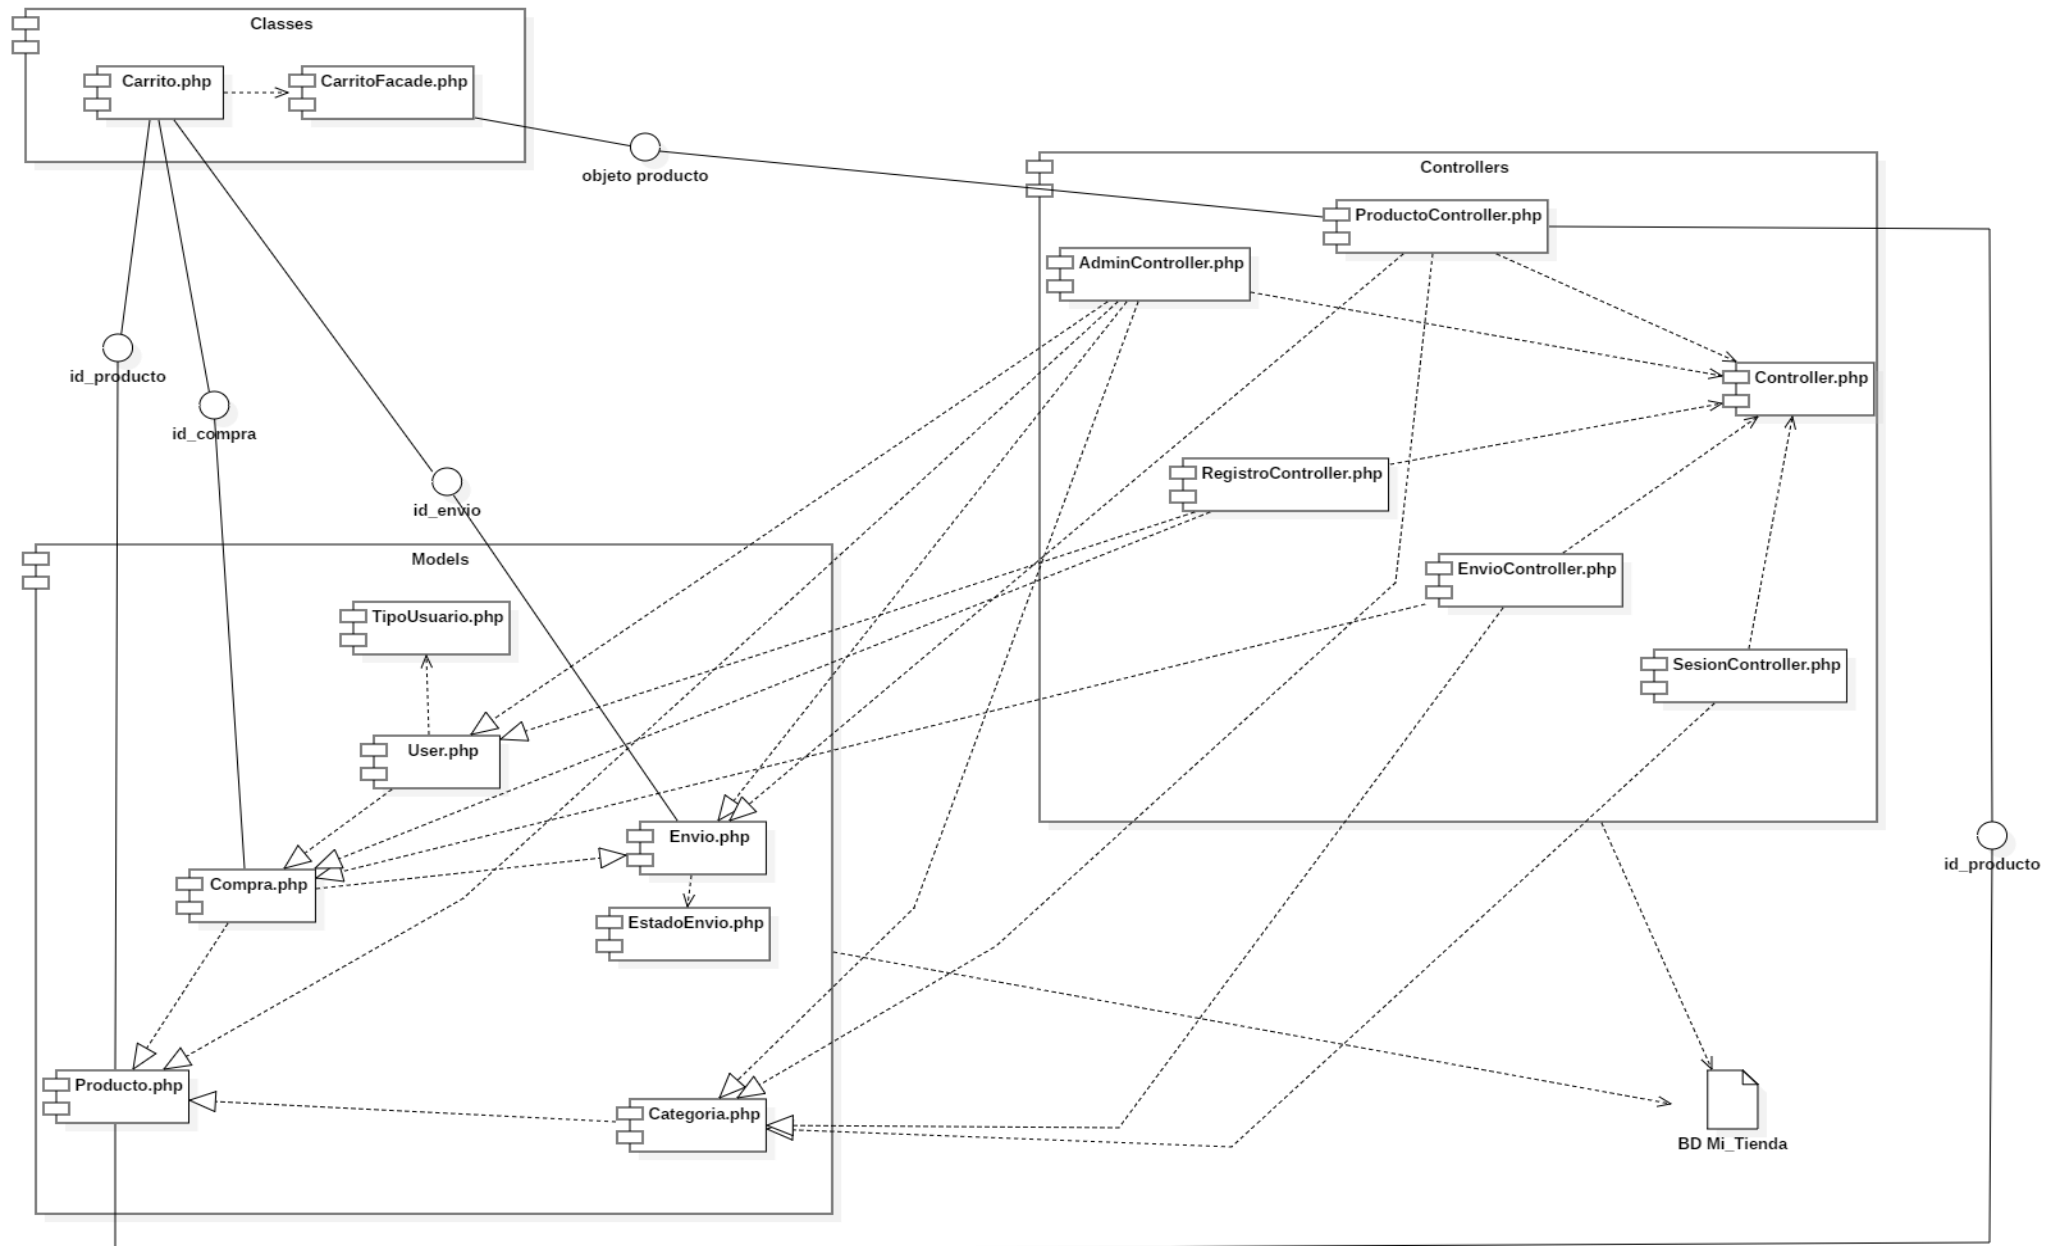 Classes
Carrito.php
CarritoFacade.php
objeto producto
Controllers
ProductoController.php
AdminController.php
id_producto
Controller.php
id_compra
RegistroController.php
id_envio
Models
EnvioController.php
TipoUsuario.php
SesionController.php
User.php
Envio.php
id_producto
Compra.php
EstadoEnvio.php
Producto.php
Categoria.php
BD Mi_Tienda